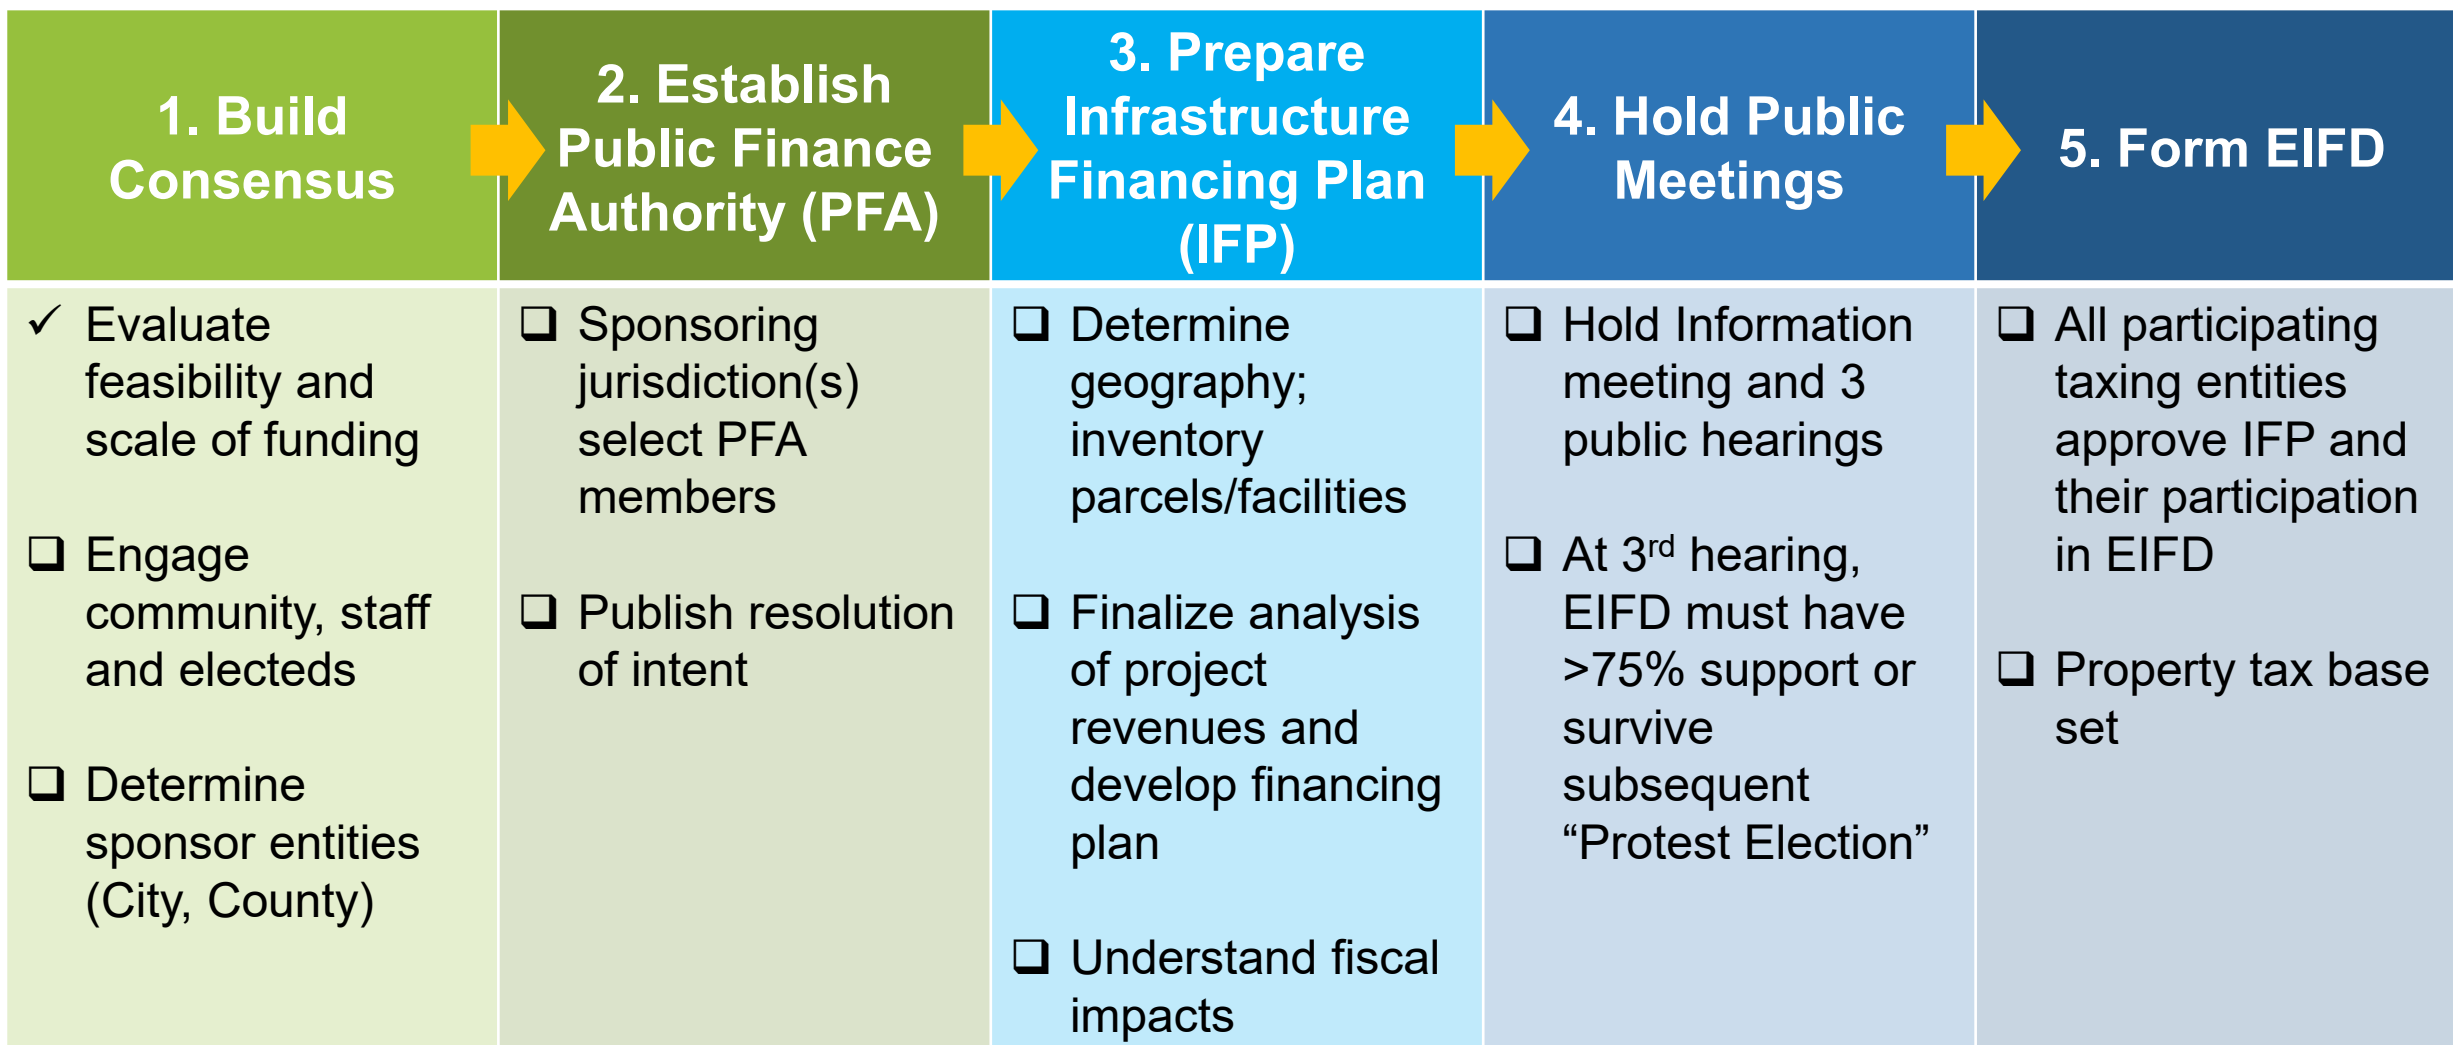 1. Build
Consensus
2. Establish
Public Finance
Authority (PFA)
3. Prepare
Infrastructure
Financing Plan
(IFP)
4. Hold Public
Meetings
5. Form EIFD
✓ Evaluate
feasibility and
scale of funding
❑ Engage
community, staff
and electeds
❑ Determine
sponsor entities
(City, County)
❑ Sponsoring
jurisdiction(s)
select PFA
members
❑ Publish resolution
of intent
❑ Determine
geography;
inventory
parcels/facilities
❑ Finalize analysis
of project
revenues and
develop financing
plan
❑ Understand fiscal
impacts
❑ Hold Information
meeting and 3
public hearings
❑ At 3rd hearing,
EIFD must have
>75% support or
survive
subsequent
“Protest Election”
❑ All participating
taxing entities
approve IFP and
their participation
in EIFD
❑ Property tax base
set